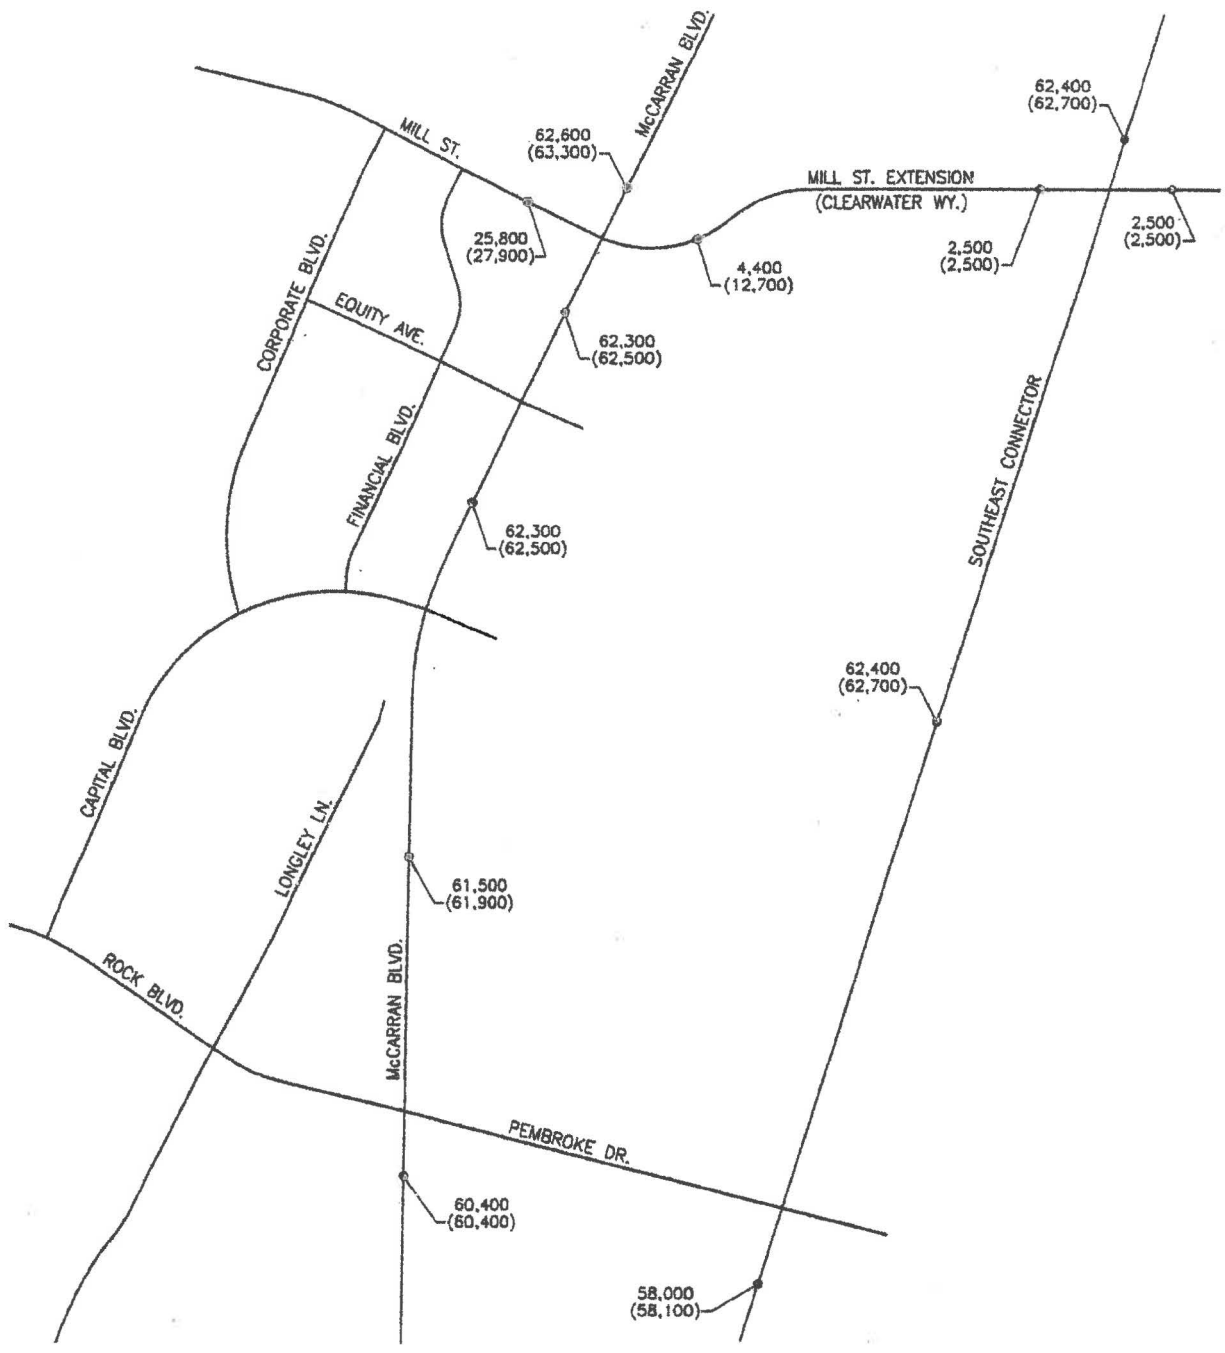 McCARRAN BLVD.
62,400
(62,700)
MILL ST.
62,600
(63,300)
MILL ST. EXTENSION
(CLEARWATER WY.)
25,800
(27,900)
2,500
(2,500)
2,500
(2,500)
4,400
(12,700)
CORPORATE BLVD.
EQUITY AVE.
62,300
(62,500)
FINANCIAL BLVD.
SOUTHEAST CONNECTOR
62,300
(62,500)
62,400
(62,700)
CAPITAL BLVD.
LONGLEY LN.
61,500
(61,900)
ROCK BLVD.
McCARRAN BLVD.
PEMBROKE DR.
60,400
(60,400)
58,000
(58,100)